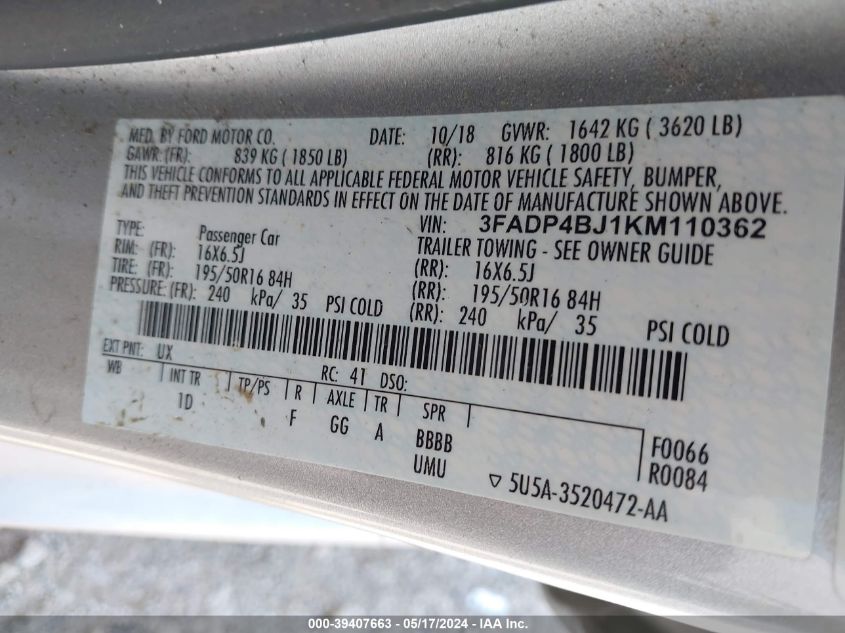 MFD. BY FORD MOTOR CO. DATE: 10/18 GVWR: 1642 KG ( 3620 LB)
GAWR (FR): 839 KG ( 1850 LB) (RR): 816 KG ( 1800 LB)
THIS VEHICLE CONFORMS TO ALL APPLICABLE FEDERAL MOTOR VEHICLE SAFETY, BUMPER,
AND THEFT PREVENTION STANDARDS IN EFFECT ON THE DATE OF MANUFACTURE SHOWN ABOVE.
VIN: 3FADP4BJ1KM110362
TYPE: Passenger Car TRAILER TOWING - SEE OWNER GUIDE
RIM: (FR): 16X6.5J (RR): 16X6.5J
TIRE: (FR): 195/50R16 84H (RR): 195/50R16 84H
PRESSURE: (FR): 240 kPa/ 35 PSI COLD (RR): 240 kPa/ 35 PSI COLD
EXT PNT: UX RC: 41 DSO:
WB INT TR TP/PS R AXLE TR SPR
1D F GG A BBBB F0066
UMU R0084
5U5A-3520472-AA
000-39407663 - 05/17/2024 - IAA Inc.